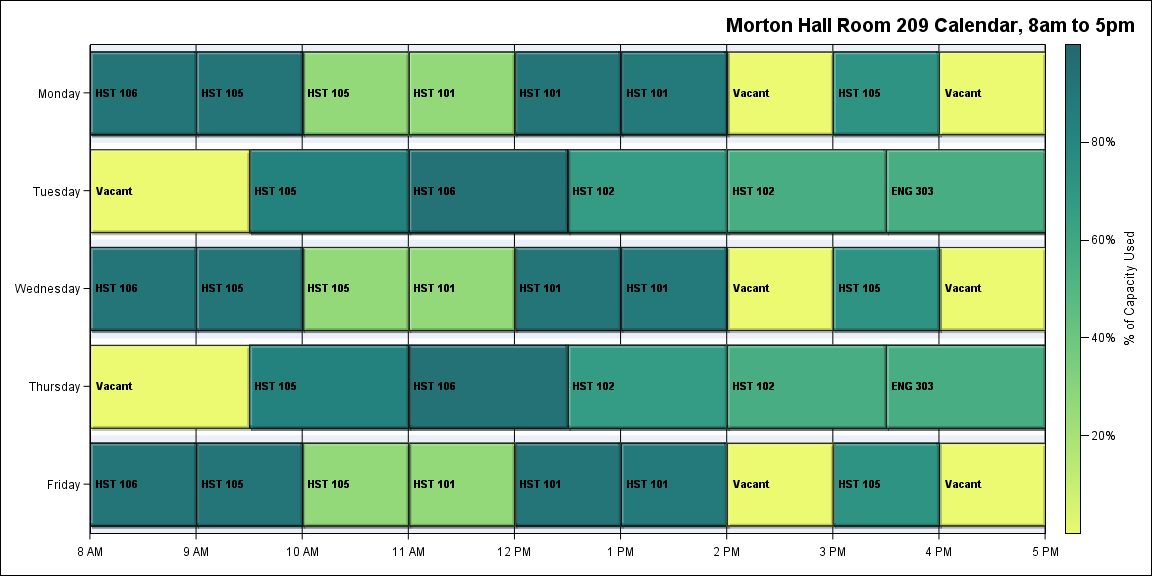 Morton Hall Room 209 Calendar, 8am to 5pm
Monday
HST 106
HST 105
HST 105
HST 101
HST 101
HST 101
Vacant
HST 105
Vacant
Tuesday
Vacant
HST 105
HST 106
HST 102
HST 102
ENG 303
Wednesday
HST 106
HST 105
HST 105
HST 101
HST 101
HST 101
Vacant
HST 105
Vacant
Thursday
Vacant
HST 105
HST 106
HST 102
HST 102
ENG 303
Friday
HST 106
HST 105
HST 105
HST 101
HST 101
HST 101
Vacant
HST 105
Vacant
8 AM
9 AM
10 AM
11 AM
12 PM
1 PM
2 PM
3 PM
4 PM
5 PM
80%
60%
40%
20%
% of Capacity Used